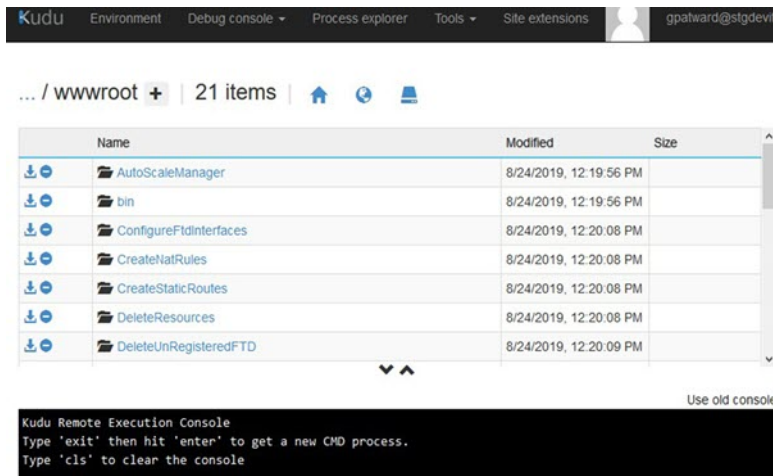 Kudu Environment Debug console Process explorer Tools Site extensions gpatward@stgdevi
... / wwwroot + 21 items
Name Modified Size
AutoScaleManager 8/24/2019, 12:19:56 PM
bin 8/24/2019, 12:19:56 PM
ConfigureFtdInterfaces 8/24/2019, 12:20:08 PM
CreateNatRules 8/24/2019, 12:20:08 PM
CreateStaticRoutes 8/24/2019, 12:20:08 PM
DeleteResources 8/24/2019, 12:20:08 PM
DeleteUnRegisteredFTD 8/24/2019, 12:20:09 PM
Use old console
Kudu Remote Execution Console
Type 'exit' then hit 'enter' to get a new CMD process.
Type 'cls' to clear the console